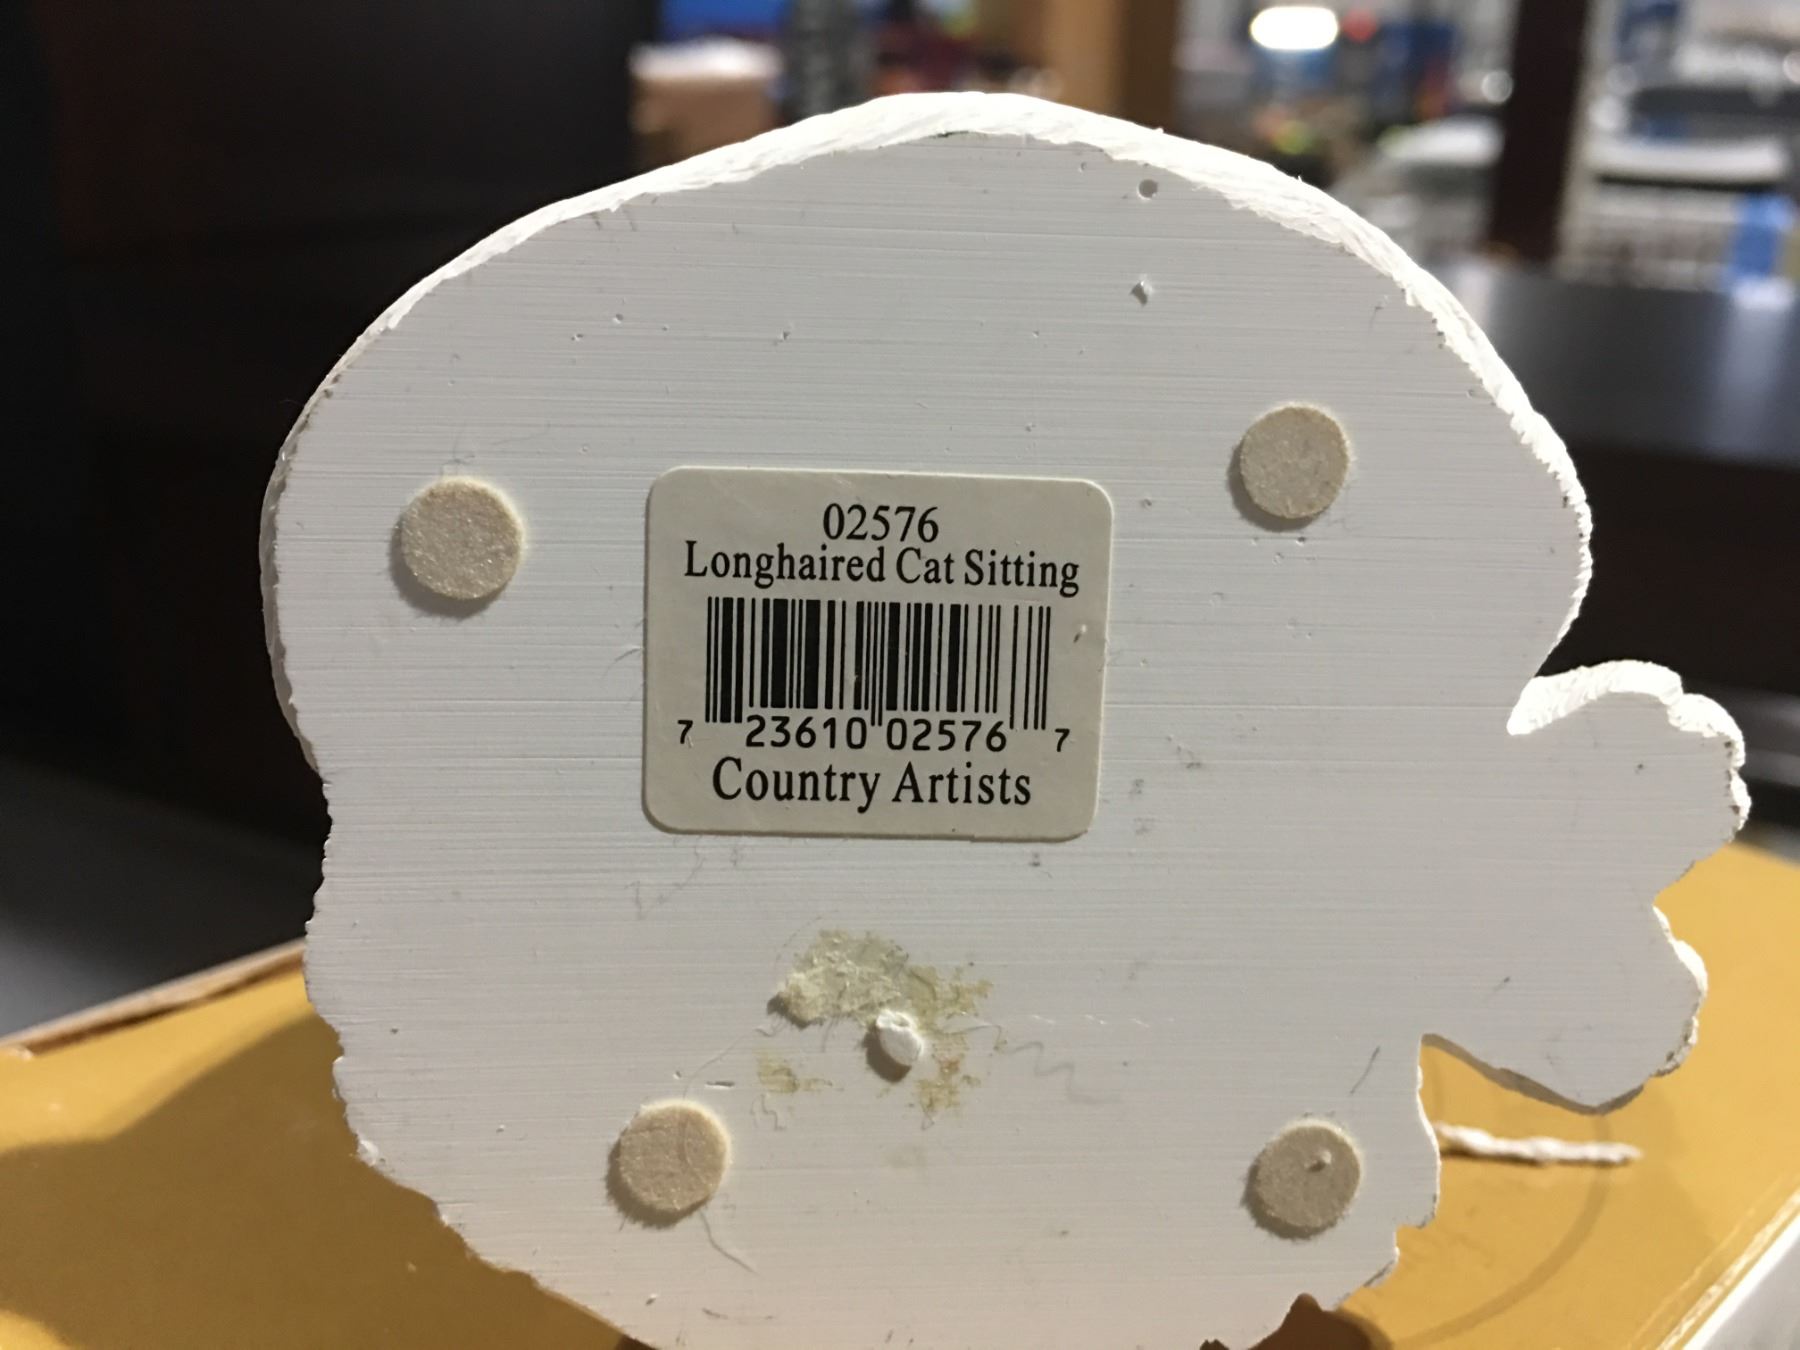 02576
Longhaired Cat Sitting
7 23610 02576 7
Country Artists